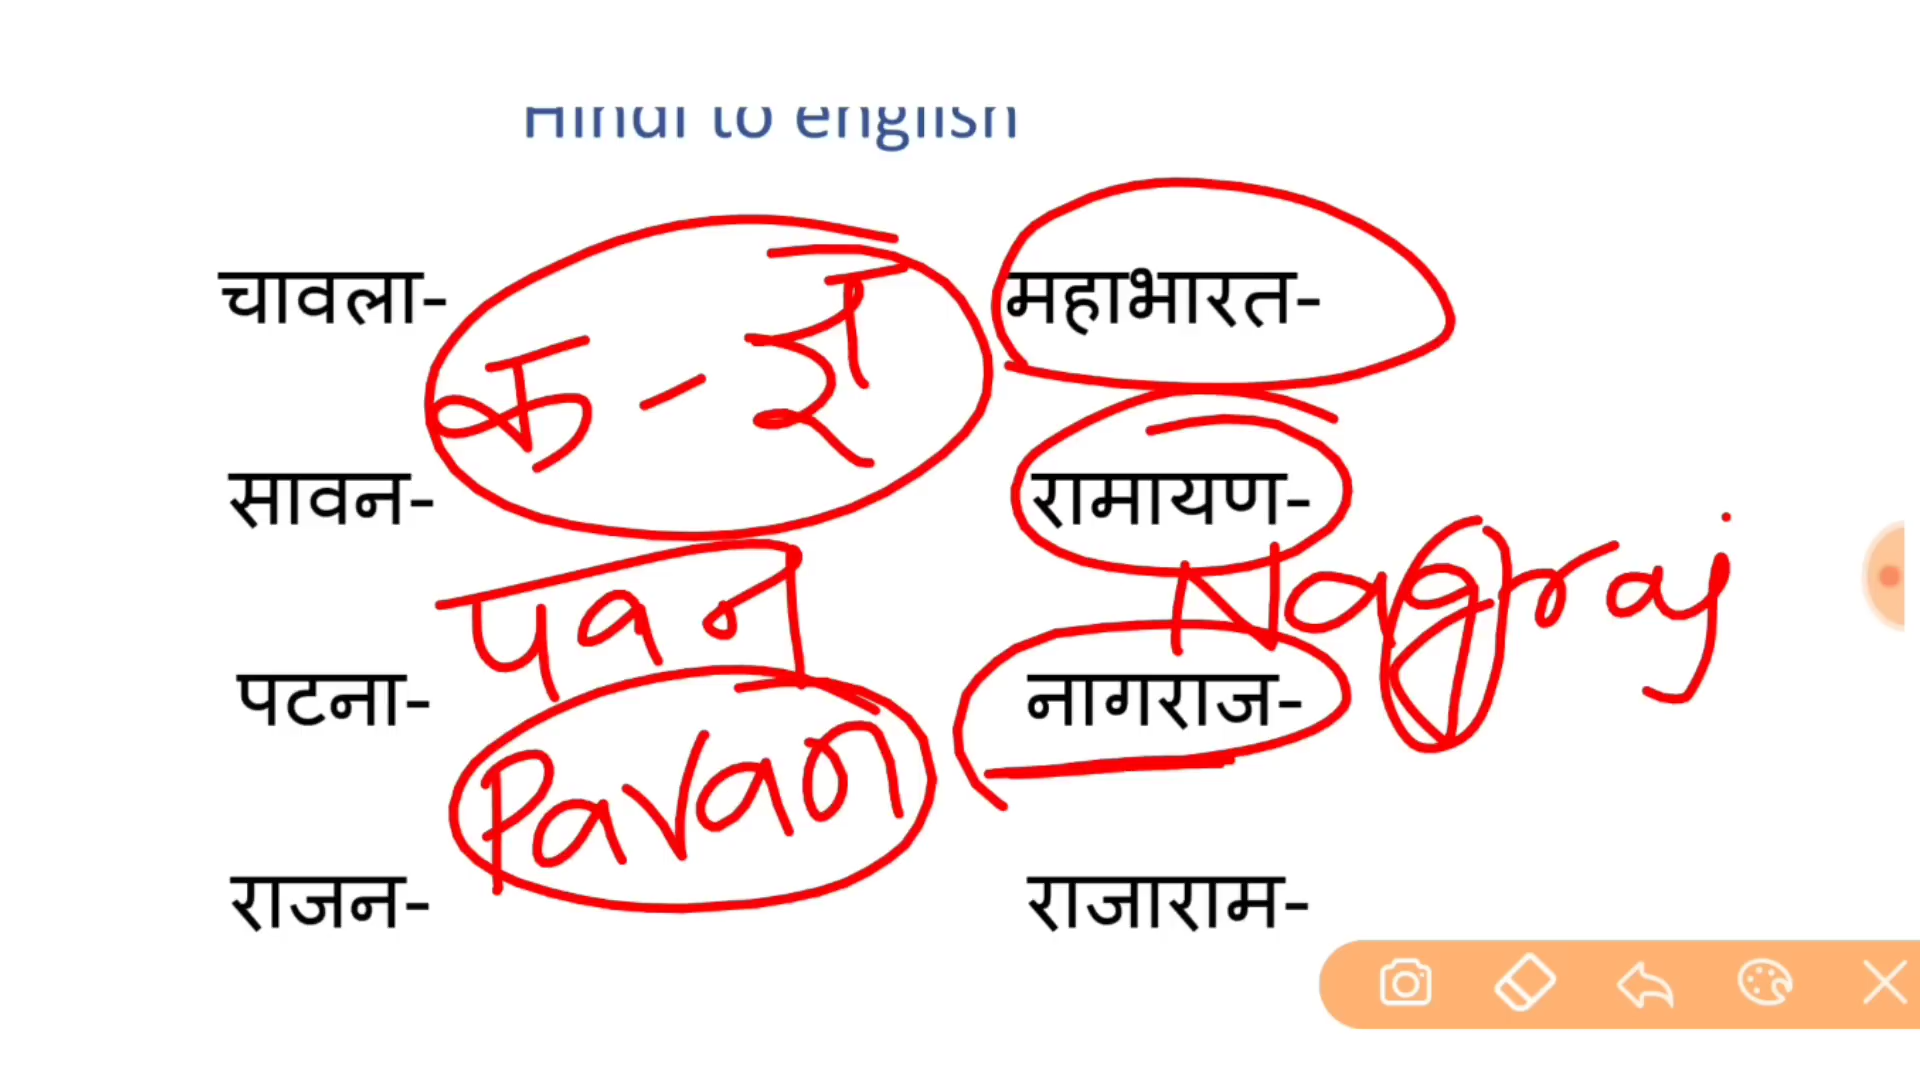 Hindi to english
चावला- महाभारत-
सावन- रामायण-
पवन Nagraj
पटना- नागराज-
Pavan
राजन- राजाराम-